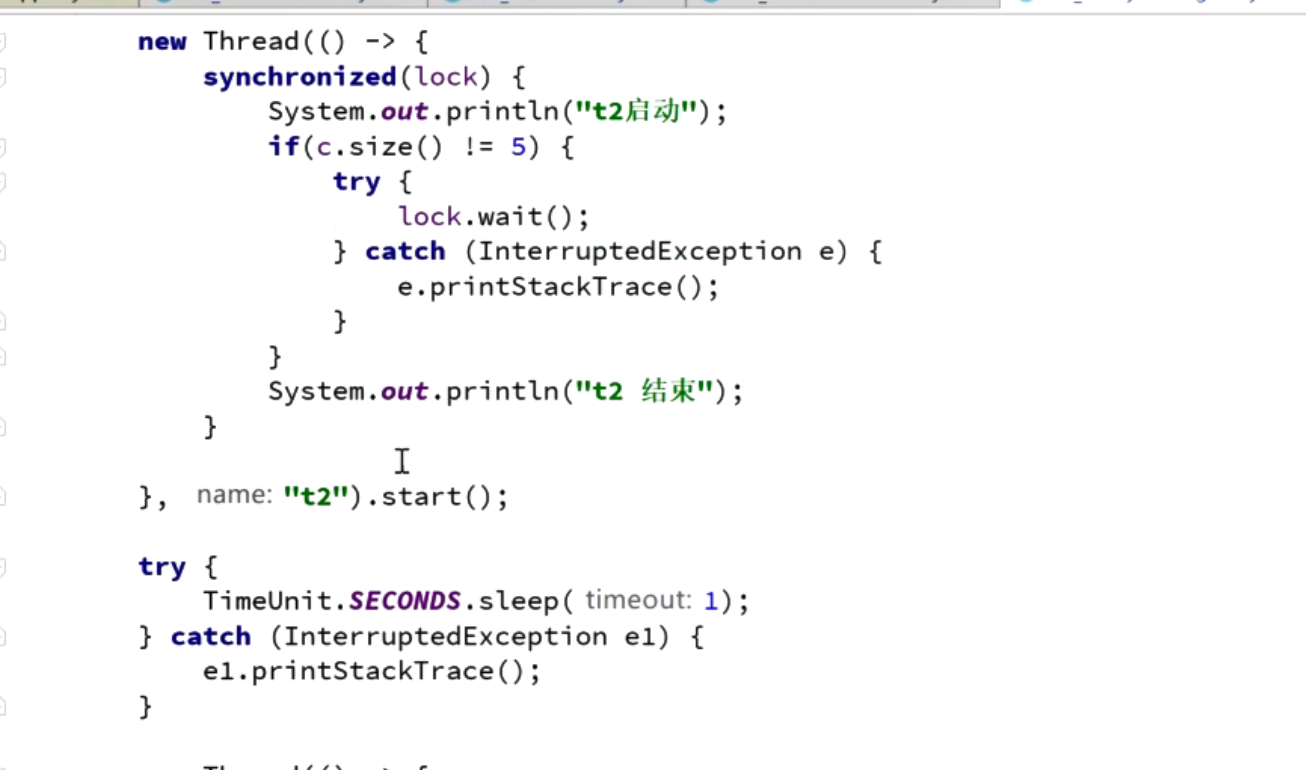 new Thread(() -> {
synchronized(lock) {
System.out.println("t2启动");
if(c.size() != 5) {
try {
lock.wait();
} catch (InterruptedException e) {
e.printStackTrace();
}
}
System.out.println("t2 结束");
}
}, name: "t2").start();
try {
TimeUnit.SECONDS.sleep( timeout: 1);
} catch (InterruptedException e1) {
e1.printStackTrace();
}